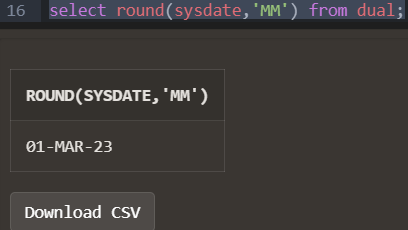 16 select round(sysdate,'MM') from dual;
ROUND(SYSDATE,'MM')
01-MAR-23
Download CSV